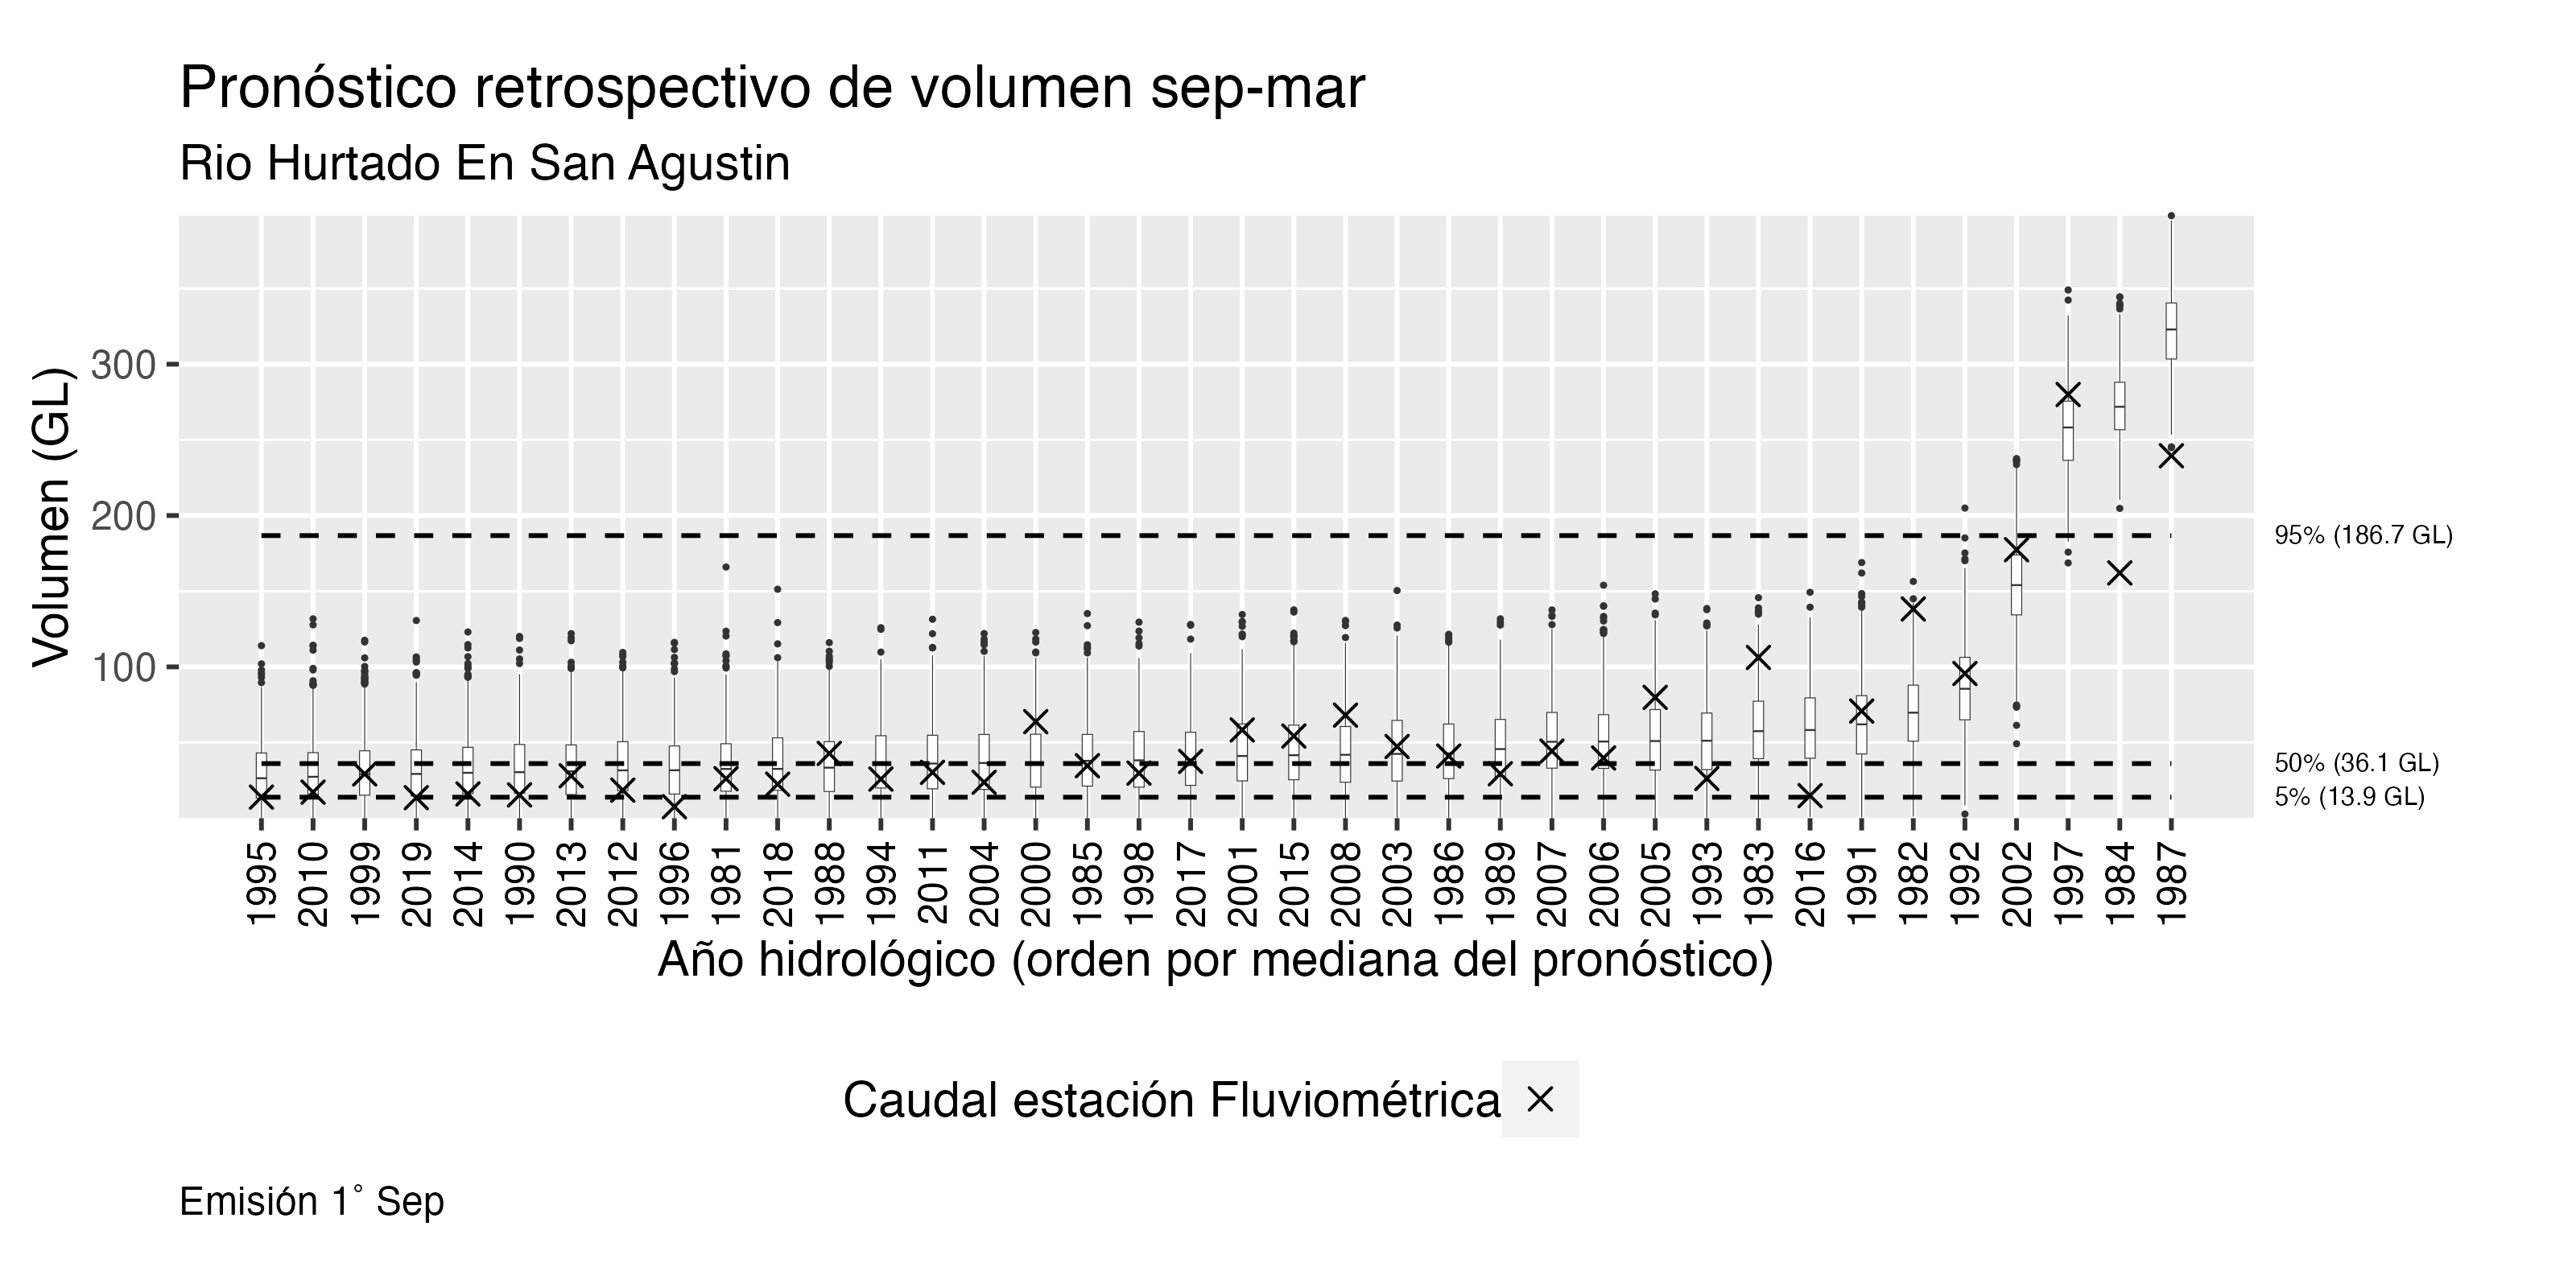 Pronóstico retrospectivo de volumen sep-mar
Rio Hurtado En San Agustin
Volumen (GL)
300
200
100
95% (186.7 GL)
50% (36.1 GL)
5% (13.9 GL)
1995 2010 1999 2019 2014 1990 2013 2012 1996 1981 2018 1988 1994 2011 2004 2000 1985 1998 2017 2001 2015 2008 2003 1986 1989 2007 2006 2005 1993 1983 2016 1991 1982 1992 2002 1997 1984 1987
Año hidrológico (orden por mediana del pronóstico)
Caudal estación Fluviométrica
Emisión 1˚ Sep